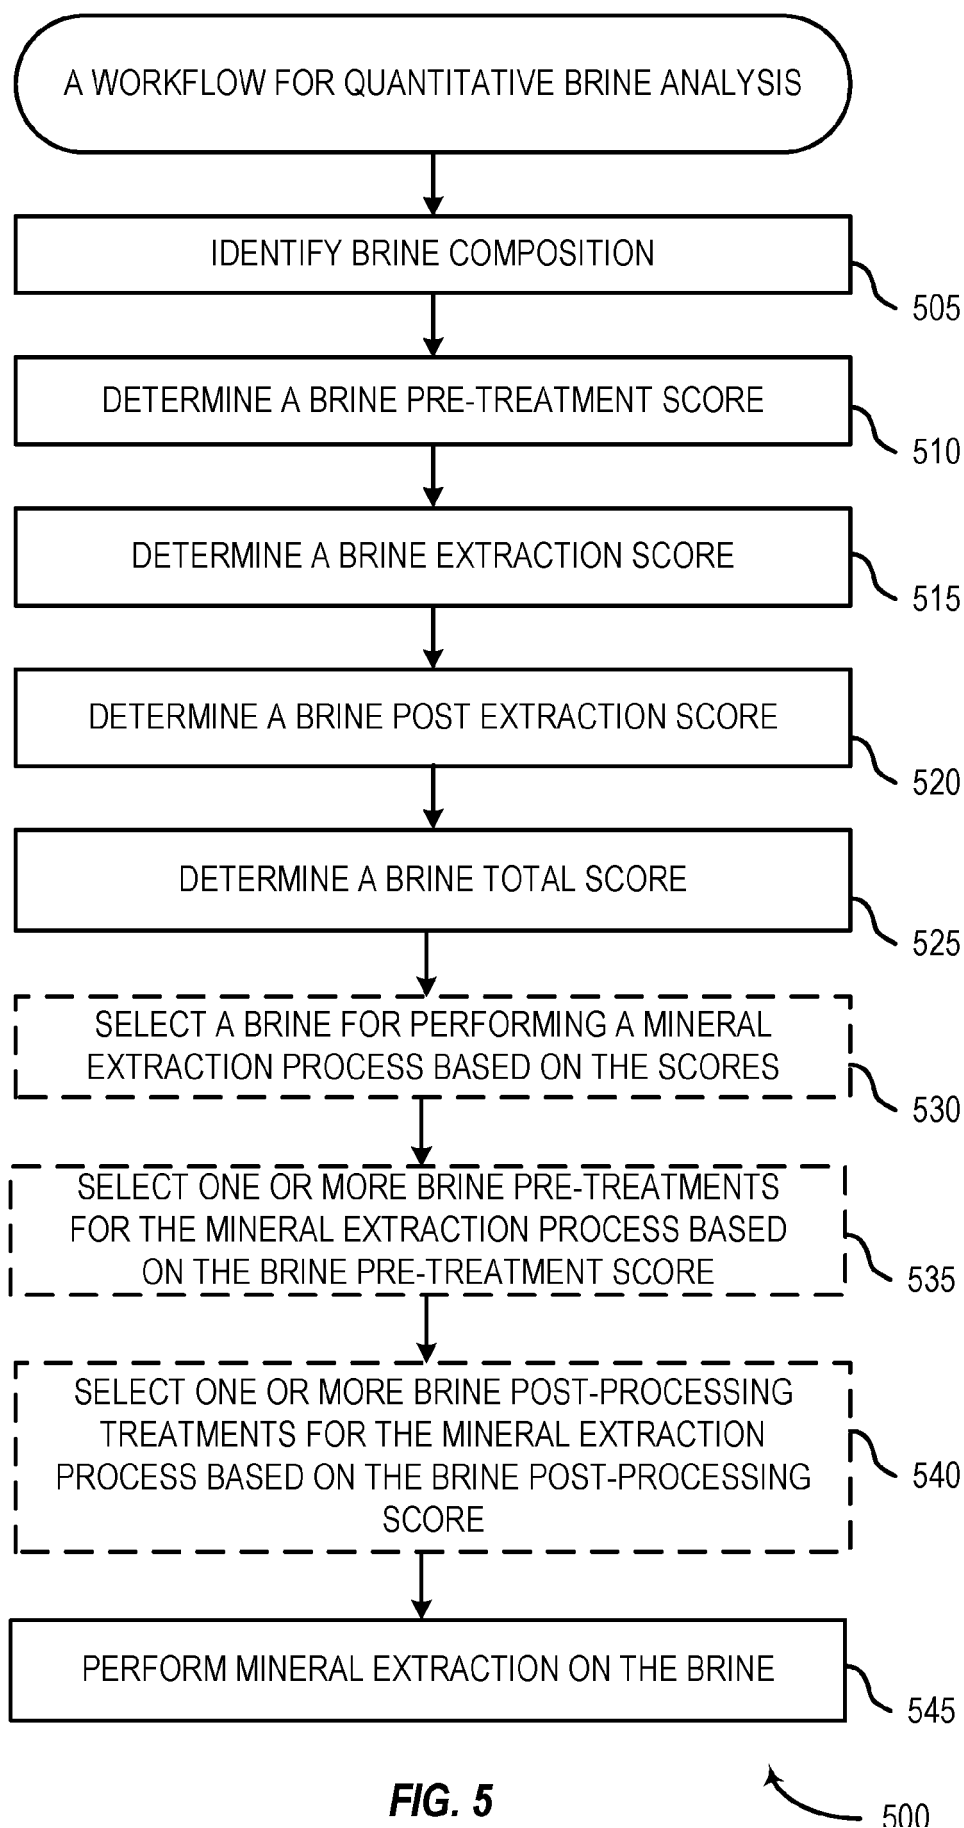 A WORKFLOW FOR QUANTITATIVE BRINE ANALYSIS
IDENTIFY BRINE COMPOSITION
505
DETERMINE A BRINE PRE-TREATMENT SCORE
510
DETERMINE A BRINE EXTRACTION SCORE
515
DETERMINE A BRINE POST EXTRACTION SCORE
520
DETERMINE A BRINE TOTAL SCORE
525
SELECT A BRINE FOR PERFORMING A MINERAL
EXTRACTION PROCESS BASED ON THE SCORES
530
SELECT ONE OR MORE BRINE PRE-TREATMENTS
FOR THE MINERAL EXTRACTION PROCESS BASED
ON THE BRINE PRE-TREATMENT SCORE
535
SELECT ONE OR MORE BRINE POST-PROCESSING
TREATMENTS FOR THE MINERAL EXTRACTION
PROCESS BASED ON THE BRINE POST-PROCESSING
SCORE
540
PERFORM MINERAL EXTRACTION ON THE BRINE
545
FIG. 5
500